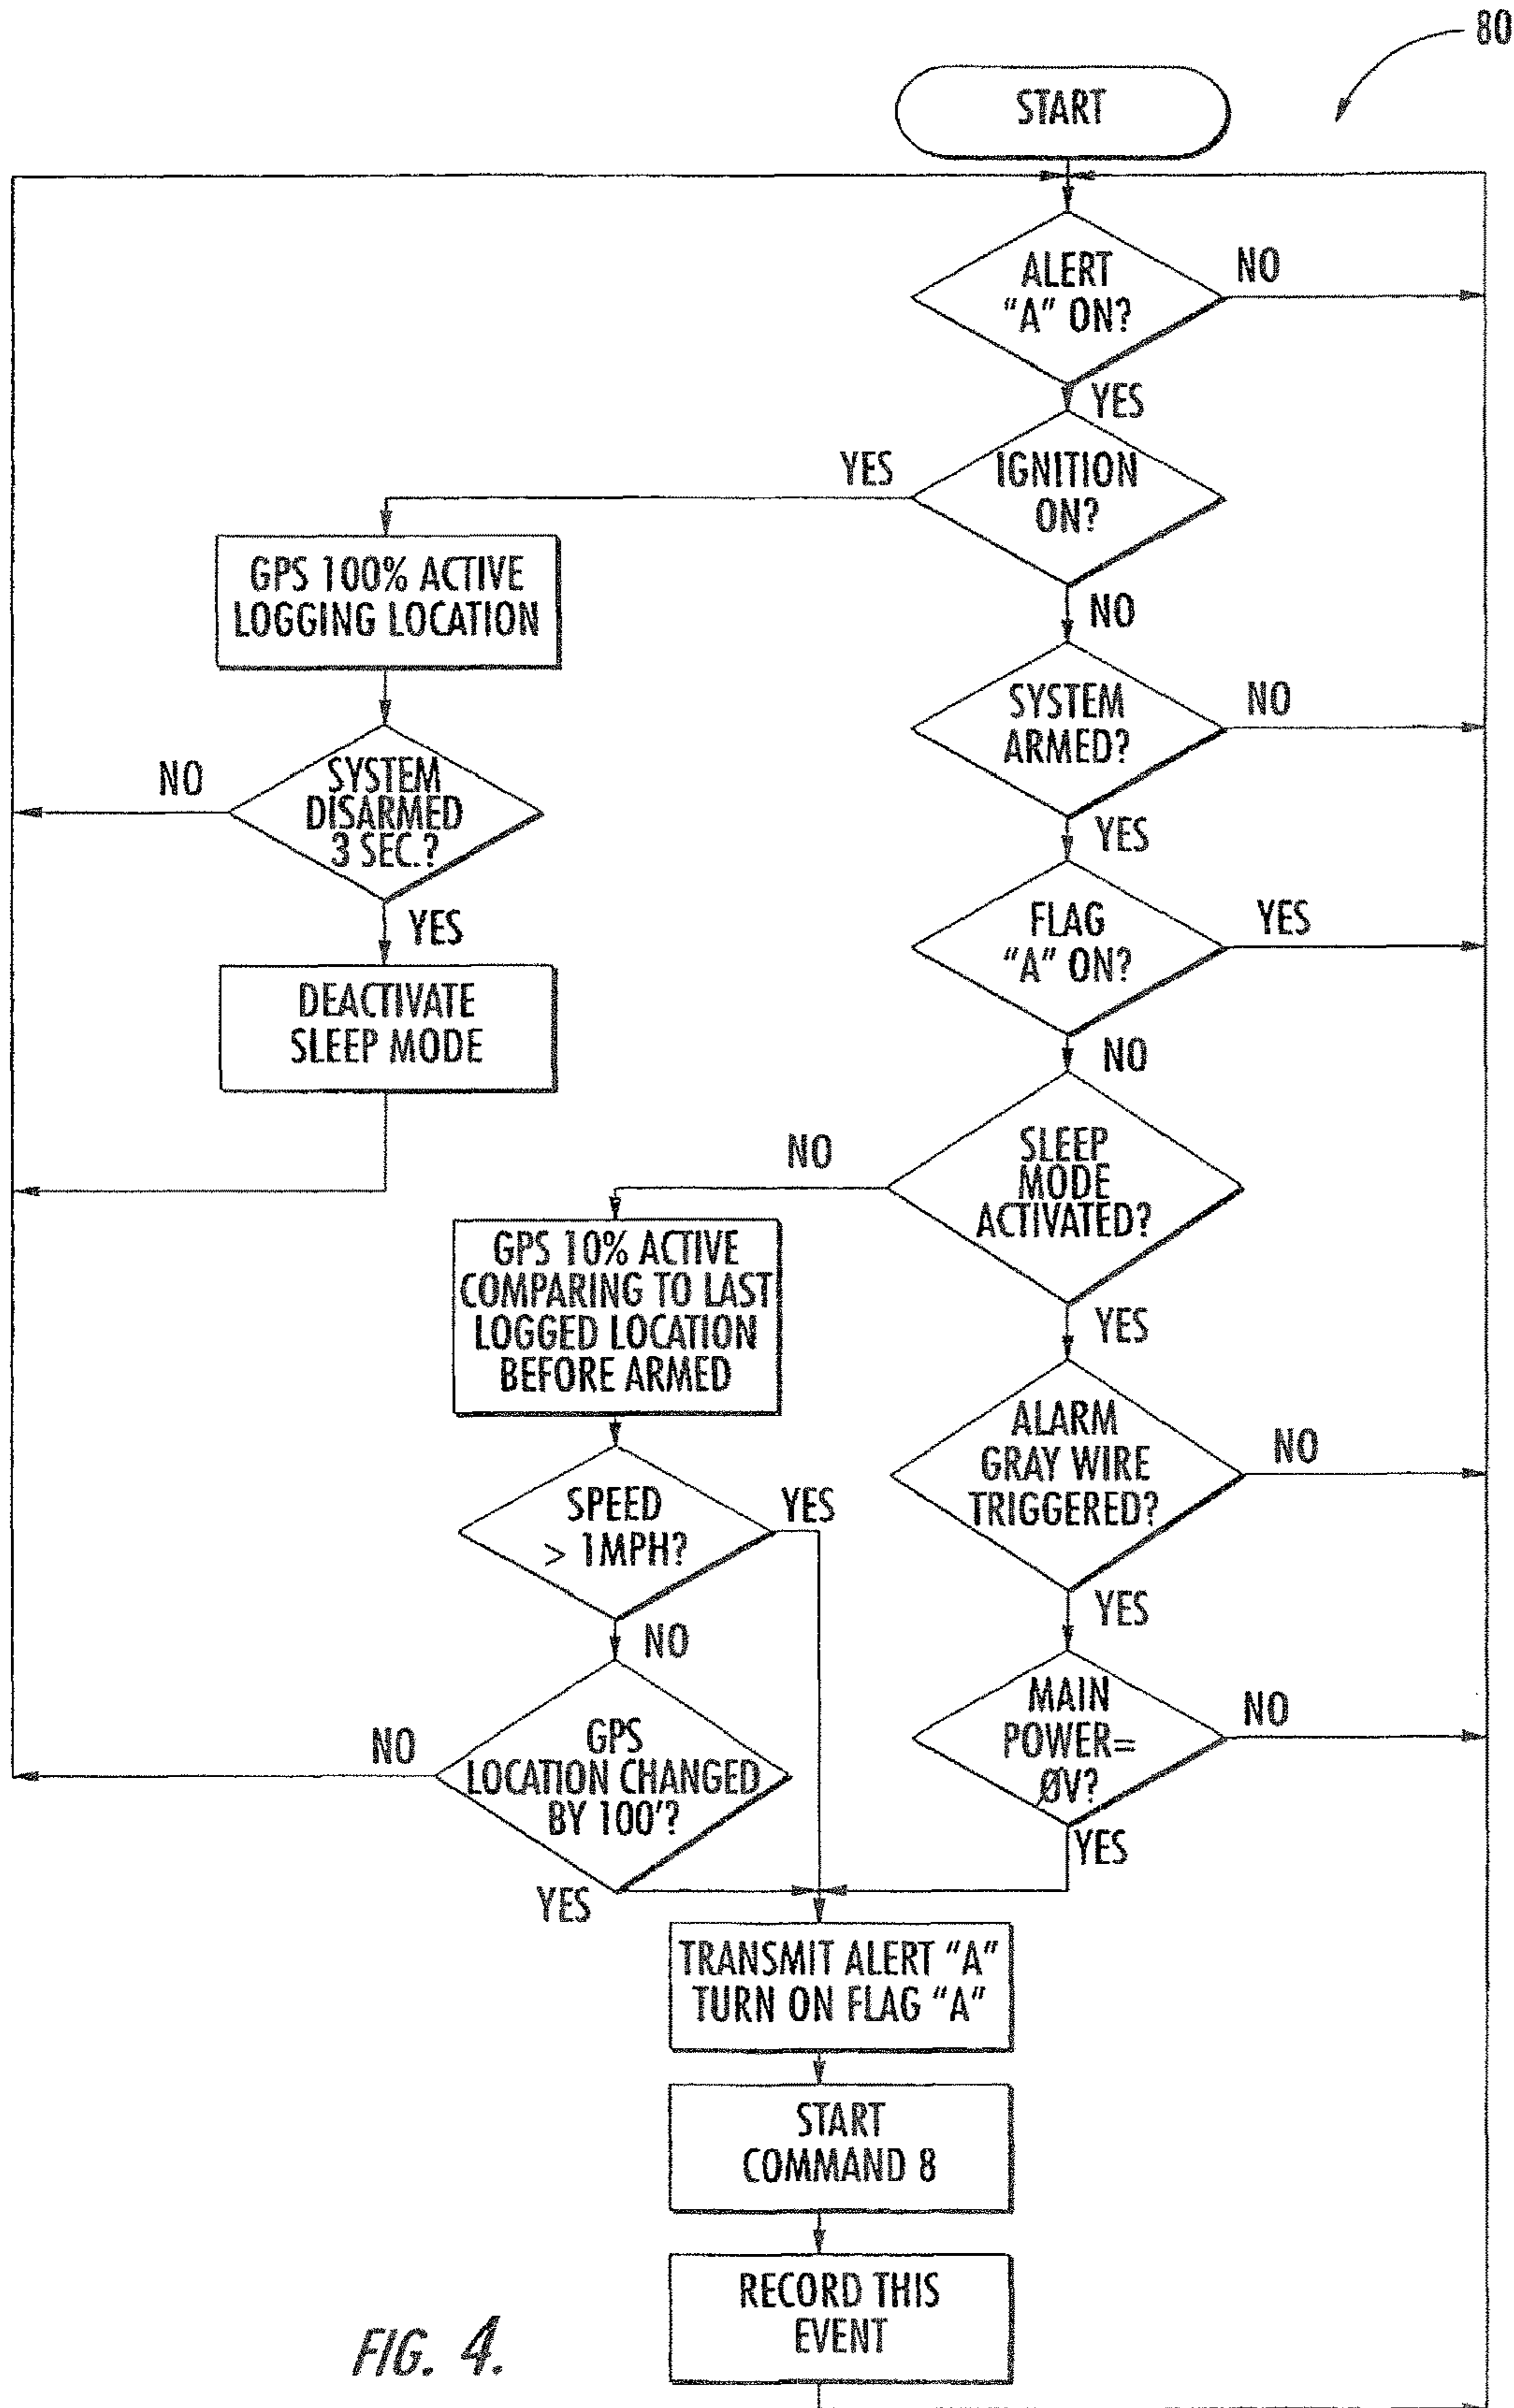 80
START
ALERT
"A" ON?
NO
YES
IGNITION
ON?
YES
NO
GPS 100% ACTIVE
LOGGING LOCATION
SYSTEM
ARMED?
NO
YES
SYSTEM
DISARMED
3 SEC.?
NO
YES
FLAG
"A" ON?
YES
NO
DEACTIVATE
SLEEP MODE
SLEEP
MODE
ACTIVATED?
NO
YES
GPS 10% ACTIVE
COMPARING TO LAST
LOGGED LOCATION
BEFORE ARMED
ALARM
GRAY WIRE
TRIGGERED?
NO
YES
SPEED
> 1MPH?
YES
NO
MAIN
POWER=
ØV?
NO
YES
GPS
LOCATION CHANGED
BY 100'?
NO
YES
TRANSMIT ALERT "A"
TURN ON FLAG "A"
START
COMMAND 8
RECORD THIS
EVENT
FIG. 4.